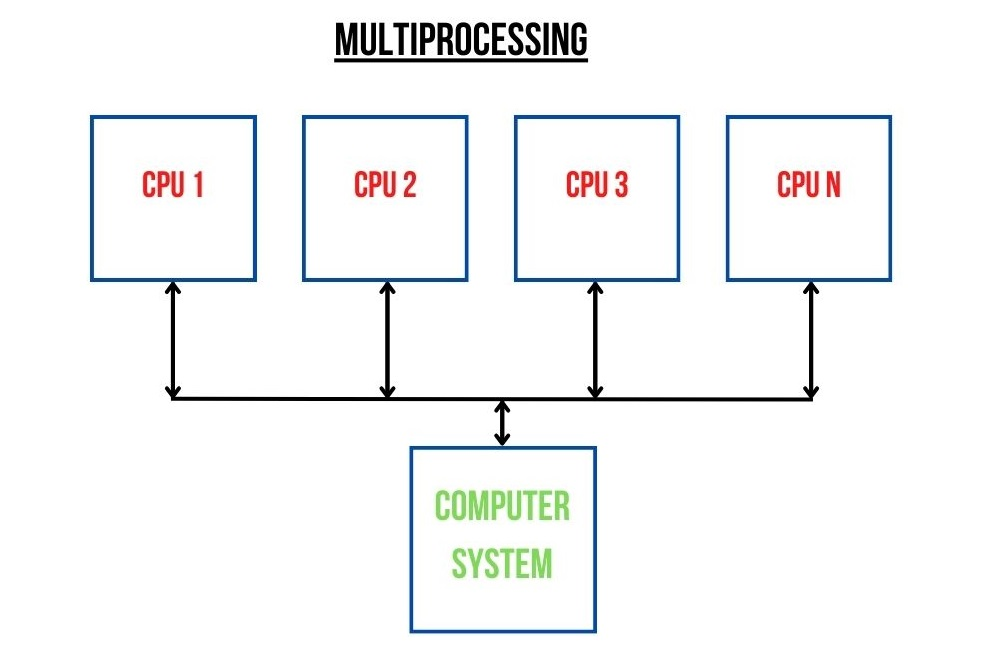 MULTIPROCESSING
CPU 1
CPU 2
CPU 3
CPU N
COMPUTER
SYSTEM